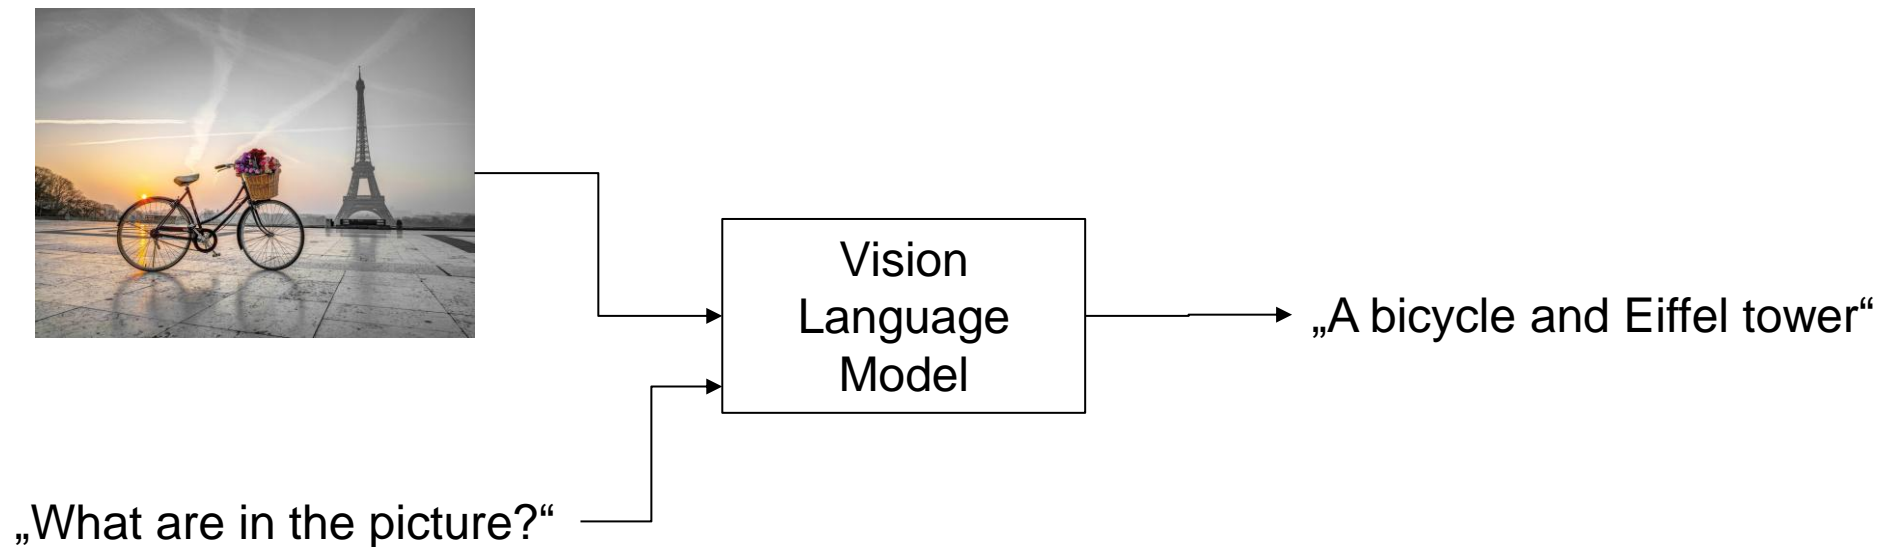 Vision
Language
Model
„A bicycle and Eiffel tower“
„What are in the picture?“